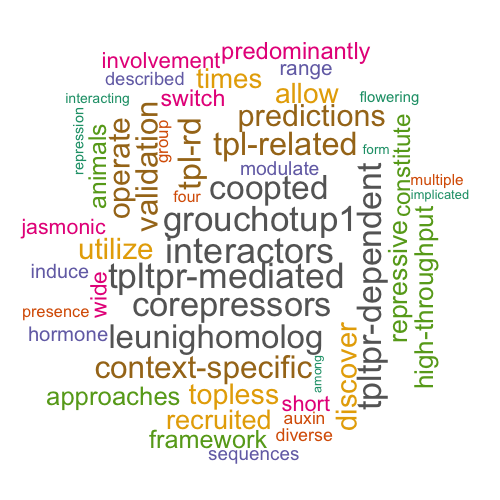 involvement predominantly
described times range
interacting switch allow flowering
repression animals operate validation group tpl-rd predictions constitute
tpl-related form
modulate multiple
four coopted implicated
jasmonic grouchotup1 repressive
utilize interactors tpltpr-dependent high-throughput
induce wide tpltpr-mediated
presence corepressors
hormone leunighomolog
context-specific among discover
approaches topless short
recruited auxin
framework diverse
sequences